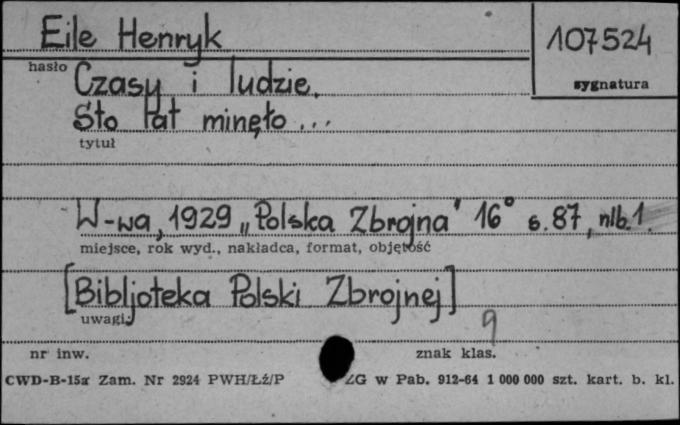 Eile Henryk
107524
hasło
sygnatura
Czasy i ludzie.
Sto lat minęło...
tytuł
W-wa, 1929 „Polska Zbrojna" 16° s. 87, nlb. 1.
miejsce, rok wyd., nakładca, format, objętość
[Bibljoteka Polski Zbrojnej]
uwagi
9
nr inw.
znak klas.
CWD-B-15a Zam. Nr 2924 PWH/Łź/P ZG w Pab. 912-64 1 000 000 szt. kart. b. kl.